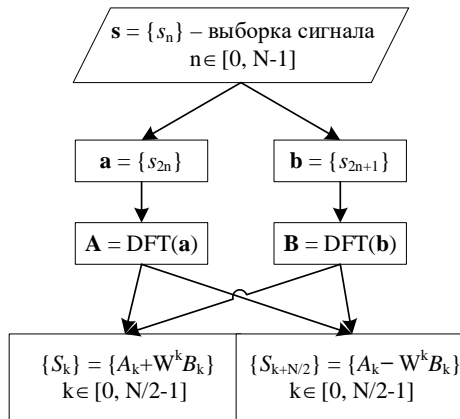 s = {sₙ} – выборка сигнала
n∈[0, N-1]
a = {s₂ₙ}
b = {s₂ₙ₊₁}
A = DFT(a)
B = DFT(b)
{Sₖ} = {Aₖ+WᵏBₖ}
k∈[0, N/2-1]
{Sₖ₊N/2} = {Aₖ− WᵏBₖ}
k∈[0, N/2-1]